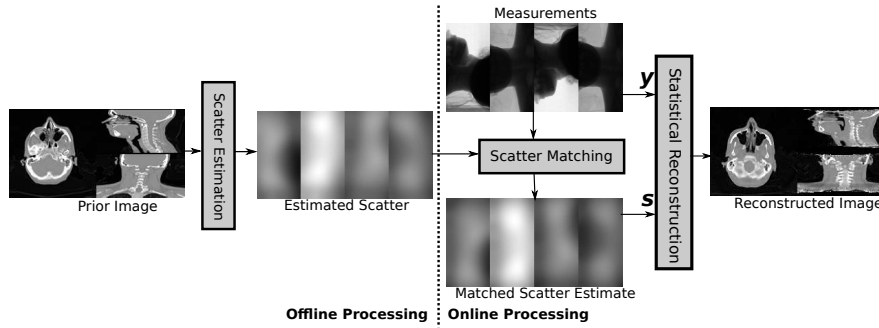 Measurements
Scatter Estimation
Prior Image
Estimated Scatter
Scatter Matching
y
s
Statistical Reconstruction
Reconstructed Image
Matched Scatter Estimate
Offline Processing
Online Processing